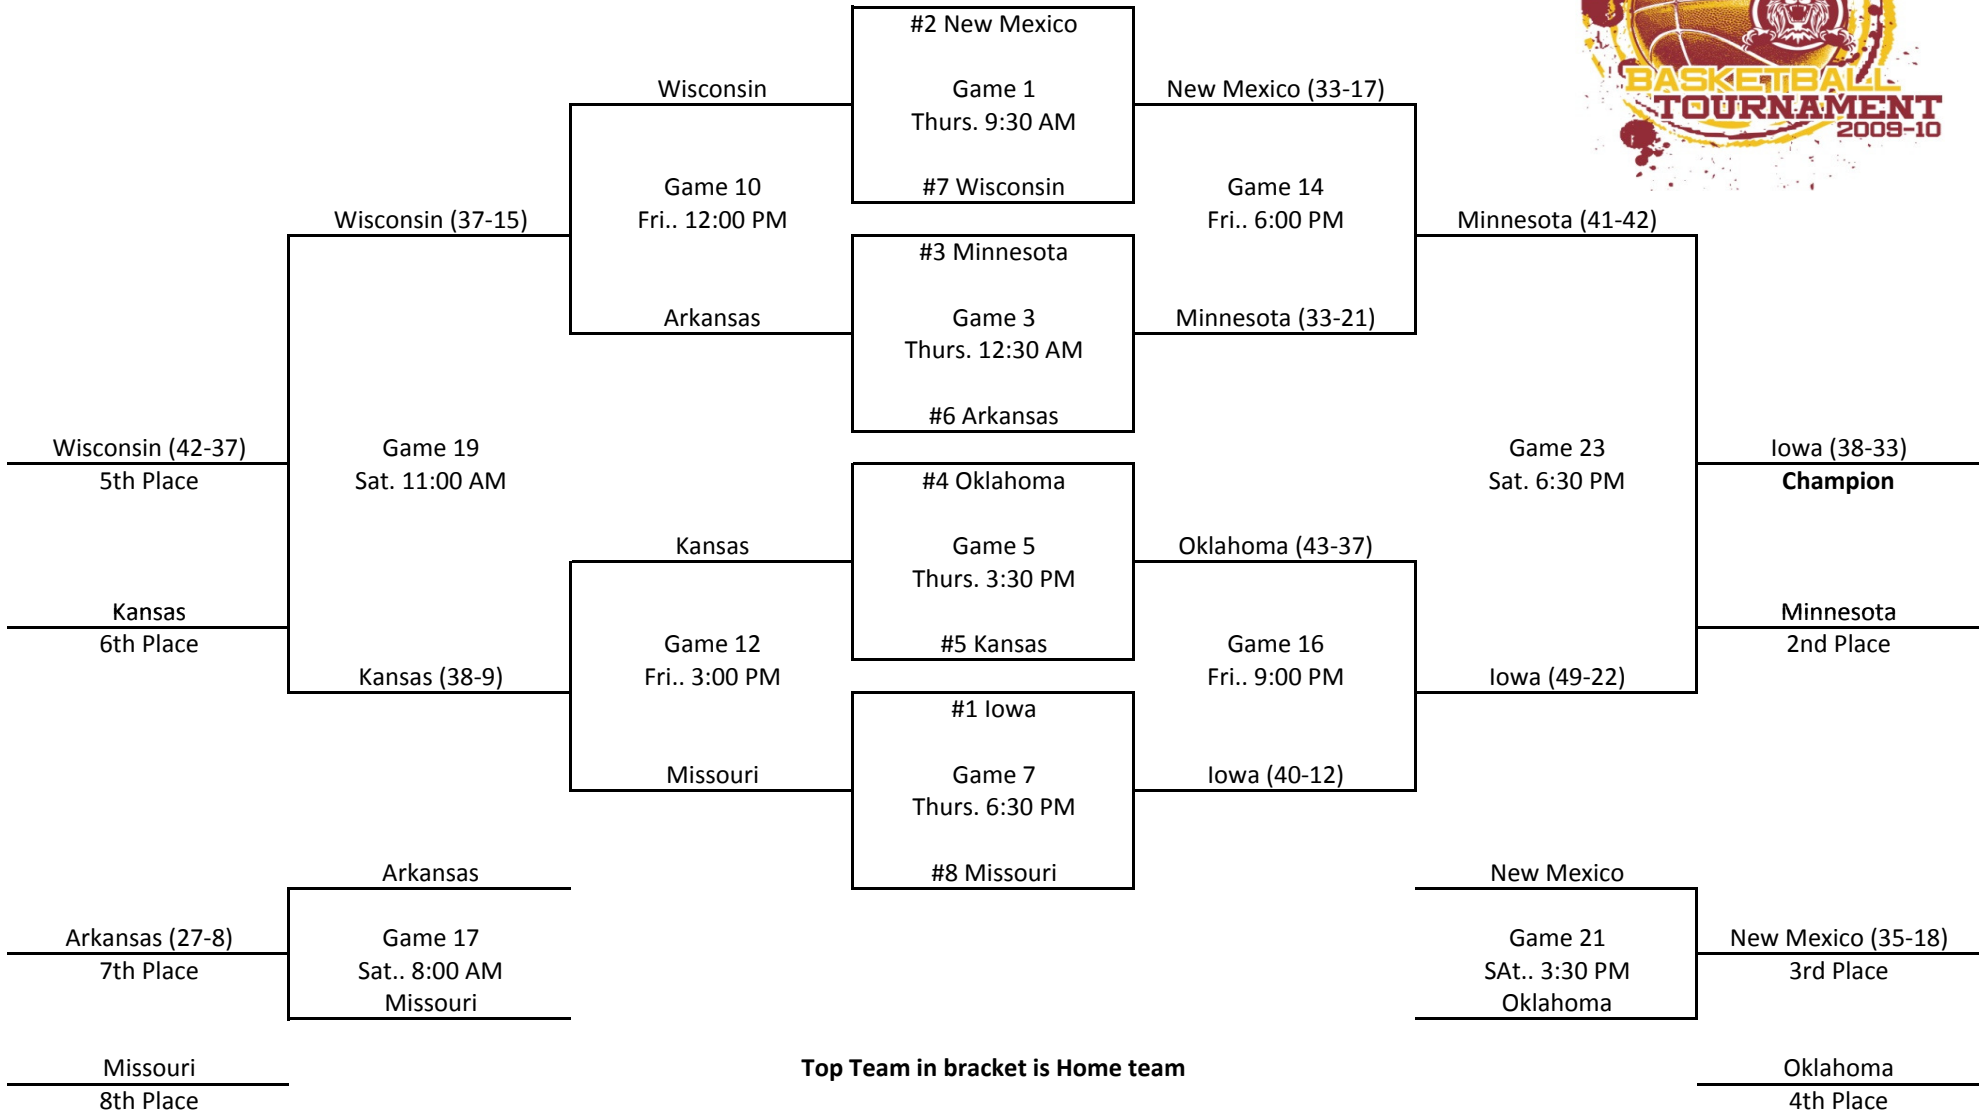 #2 New Mexico
BASKETBALL
TOURNAMENT
2009-10
Wisconsin
Game 1
New Mexico (33-17)
Thurs. 9:30 AM
Game 10
#7 Wisconsin
Game 14
Wisconsin (37-15)
Fri.. 12:00 PM
Fri.. 6:00 PM
Minnesota (41-42)
#3 Minnesota
Arkansas
Game 3
Minnesota (33-21)
Thurs. 12:30 AM
#6 Arkansas
Wisconsin (42-37)
Game 19
Game 23
Iowa (38-33)
5th Place
Sat. 11:00 AM
#4 Oklahoma
Sat. 6:30 PM
Champion
Kansas
Game 5
Oklahoma (43-37)
Thurs. 3:30 PM
Kansas
Minnesota
6th Place
Game 12
#5 Kansas
Game 16
2nd Place
Kansas (38-9)
Fri.. 3:00 PM
Fri.. 9:00 PM
Iowa (49-22)
#1 Iowa
Missouri
Game 7
Iowa (40-12)
Thurs. 6:30 PM
Arkansas
#8 Missouri
New Mexico
Arkansas (27-8)
Game 17
Game 21
New Mexico (35-18)
7th Place
Sat.. 8:00 AM
SAt.. 3:30 PM
3rd Place
Missouri
Oklahoma
Missouri
Top Team in bracket is Home team
Oklahoma
8th Place
4th Place